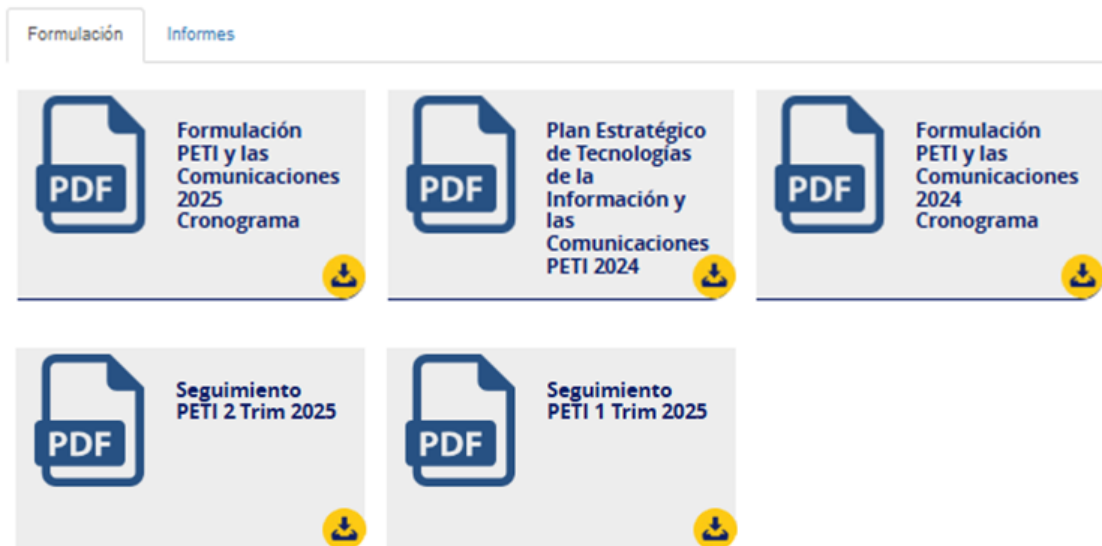 Formulación
Informes
PDF
Formulación
PETI y las
Comunicaciones
2025
Cronograma
PDF
Plan Estratégico
de Tecnologías
de la
Información y
las
Comunicaciones
PETI 2024
PDF
Formulación
PETI y las
Comunicaciones
2024
Cronograma
PDF
Seguimiento
PETI 2 Trim 2025
PDF
Seguimiento
PETI 1 Trim 2025